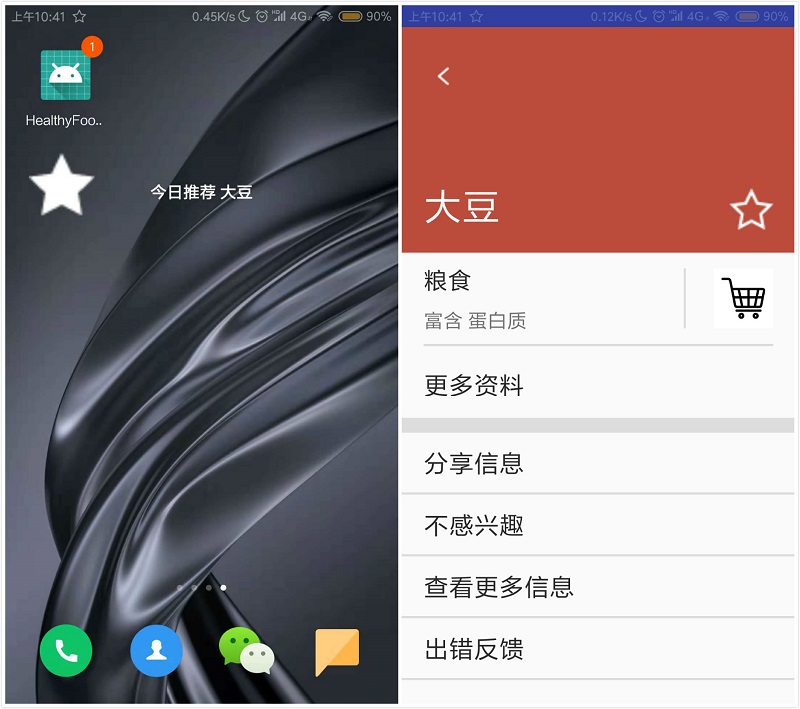 上午10:41
0.45K/s
HD
4G
90%
1
HealthyFoo..
今日推荐 大豆
上午10:41
0.12K/s
HD
4G
90%
大豆
粮食
富含 蛋白质
更多资料
分享信息
不感兴趣
查看更多信息
出错反馈